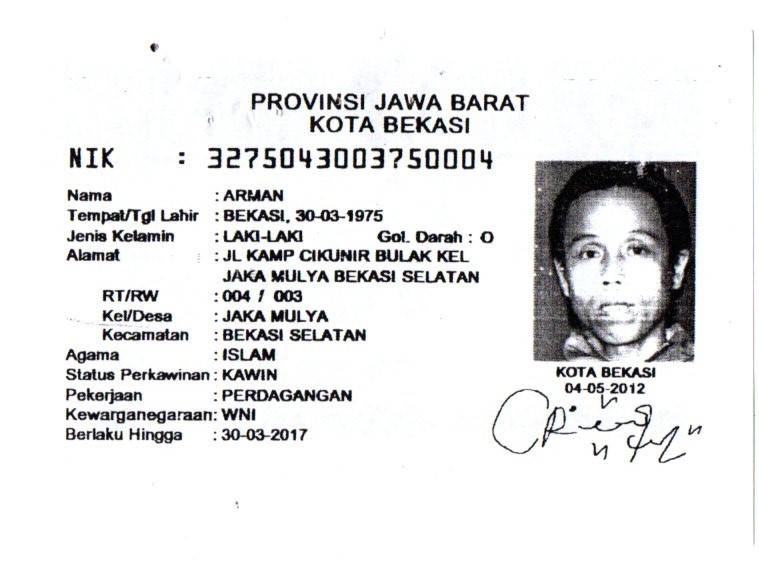 PROVINSI JAWA BARAT
KOTA BEKASI
NIK : 3275043003750004
Nama : ARMAN
Tempat/Tgl Lahir : BEKASI, 30-03-1975
Jenis Kelamin : LAKI-LAKI Gol. Darah : O
Alamat : JL KAMP CIKUNIR BULAK KEL
JAKA MULYA BEKASI SELATAN
RT/RW : 004 / 003
Kel/Desa : JAKA MULYA
Kecamatan : BEKASI SELATAN
Agama : ISLAM
Status Perkawinan : KAWIN
Pekerjaan : PERDAGANGAN
Kewarganegaraan : WNI
Berlaku Hingga : 30-03-2017
KOTA BEKASI
04-05-2012